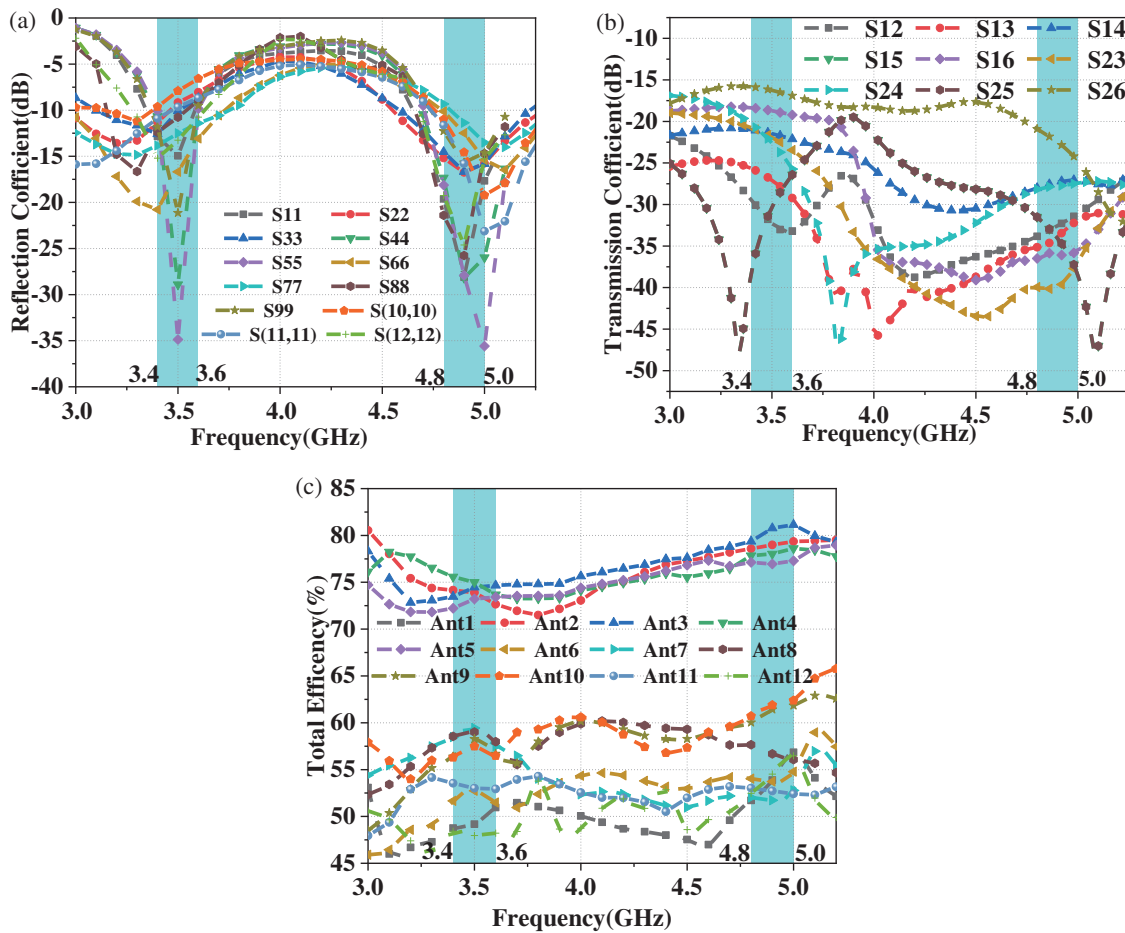 (a)
0
-5
-10
-15
-20
-25
-30
-35
-40
Reflection Cofficient(dB)
S11 S22
S33 S44
S55 S66
S77 S88
S99 S(10,10)
S(11,11) S(12,12)
3.4 3.6 4.8 5.0
3.0 3.5 4.0 4.5 5.0
Frequency(GHz)
(b)
-10
-15
-20
-25
-30
-35
-40
-45
-50
Transmission Cofficient(dB)
S12 S13 S14
S15 S16 S23
S24 S25 S26
3.4 3.6 4.8 5.0
3.0 3.5 4.0 4.5 5.0
Frequency(GHz)
(c)
85
80
75
70
65
60
55
50
45
Total Efficency(%)
Ant1 Ant2 Ant3 Ant4
Ant5 Ant6 Ant7 Ant8
Ant9 Ant10 Ant11 Ant12
3.4 3.6 4.8 5.0
3.0 3.5 4.0 4.5 5.0
Frequency(GHz)